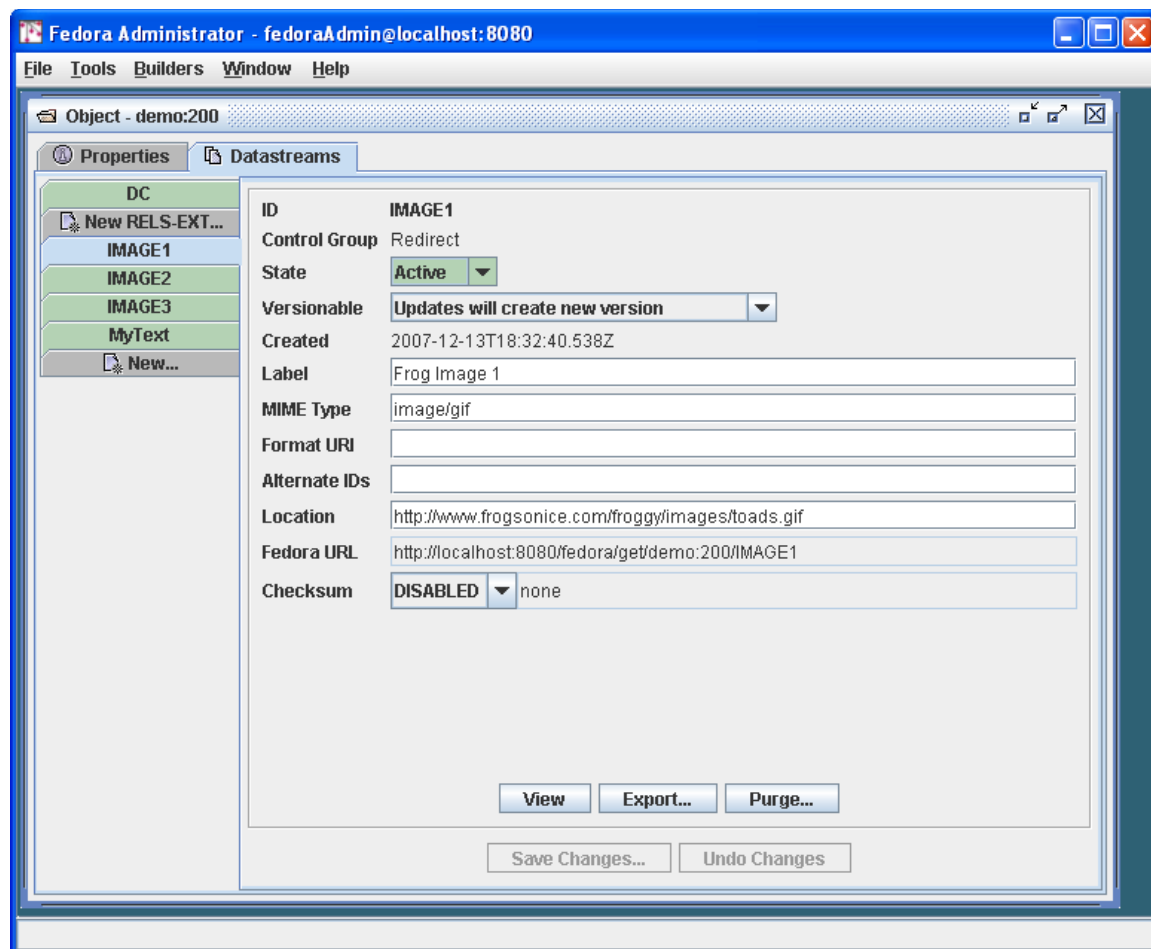 Fedora Administrator - fedoraAdmin@localhost:8080
File Tools Builders Window Help
Object - demo:200
Properties Datastreams
DC
New RELS-EXT...
IMAGE1
IMAGE2
IMAGE3
MyText
New...
ID IMAGE1
Control Group Redirect
State Active
Versionable Updates will create new version
Created 2007-12-13T18:32:40.538Z
Label Frog Image 1
MIME Type image/gif
Format URI
Alternate IDs
Location http://www.frogsonice.com/froggy/images/toads.gif
Fedora URL http://localhost:8080/fedora/get/demo:200/IMAGE1
Checksum DISABLED none
View Export... Purge...
Save Changes... Undo Changes